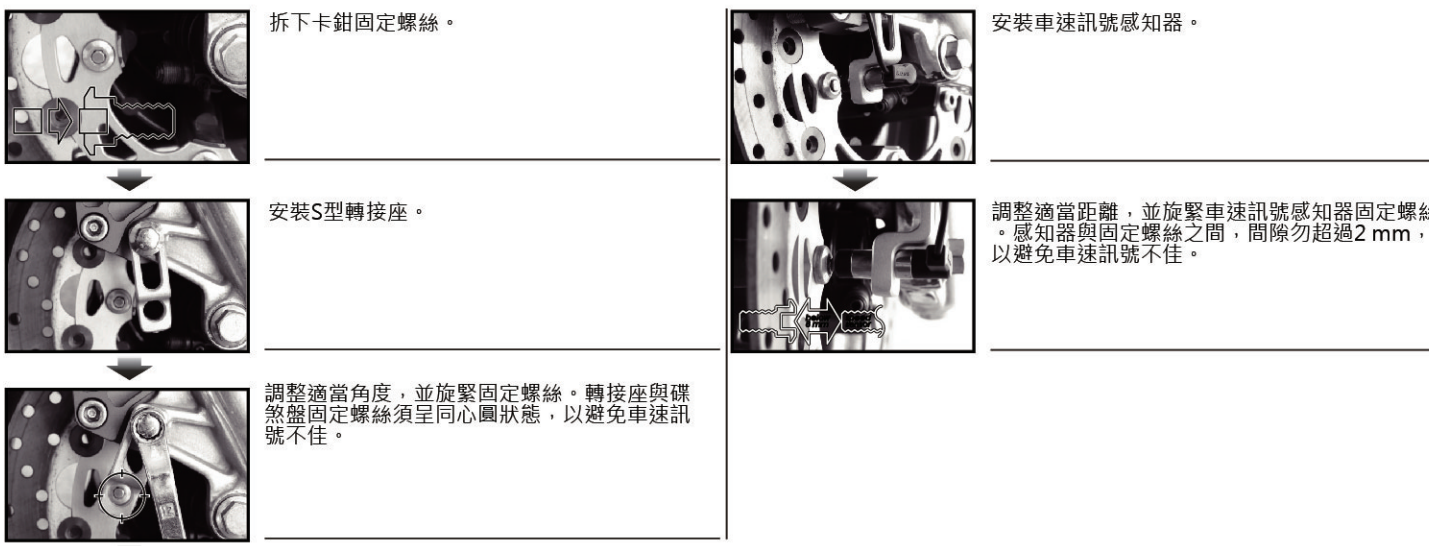 拆下卡鉗固定螺絲。
安裝S型轉接座。
調整適當角度，並旋緊固定螺絲。轉接座與碟
煞盤固定螺絲須呈同心圓狀態，以避免車速訊
號不佳。
安裝車速訊號感知器。
調整適當距離，並旋緊車速訊號感知器固定螺絲
。感知器與固定螺絲之間，間隙勿超過2 mm，
以避免車速訊號不佳。